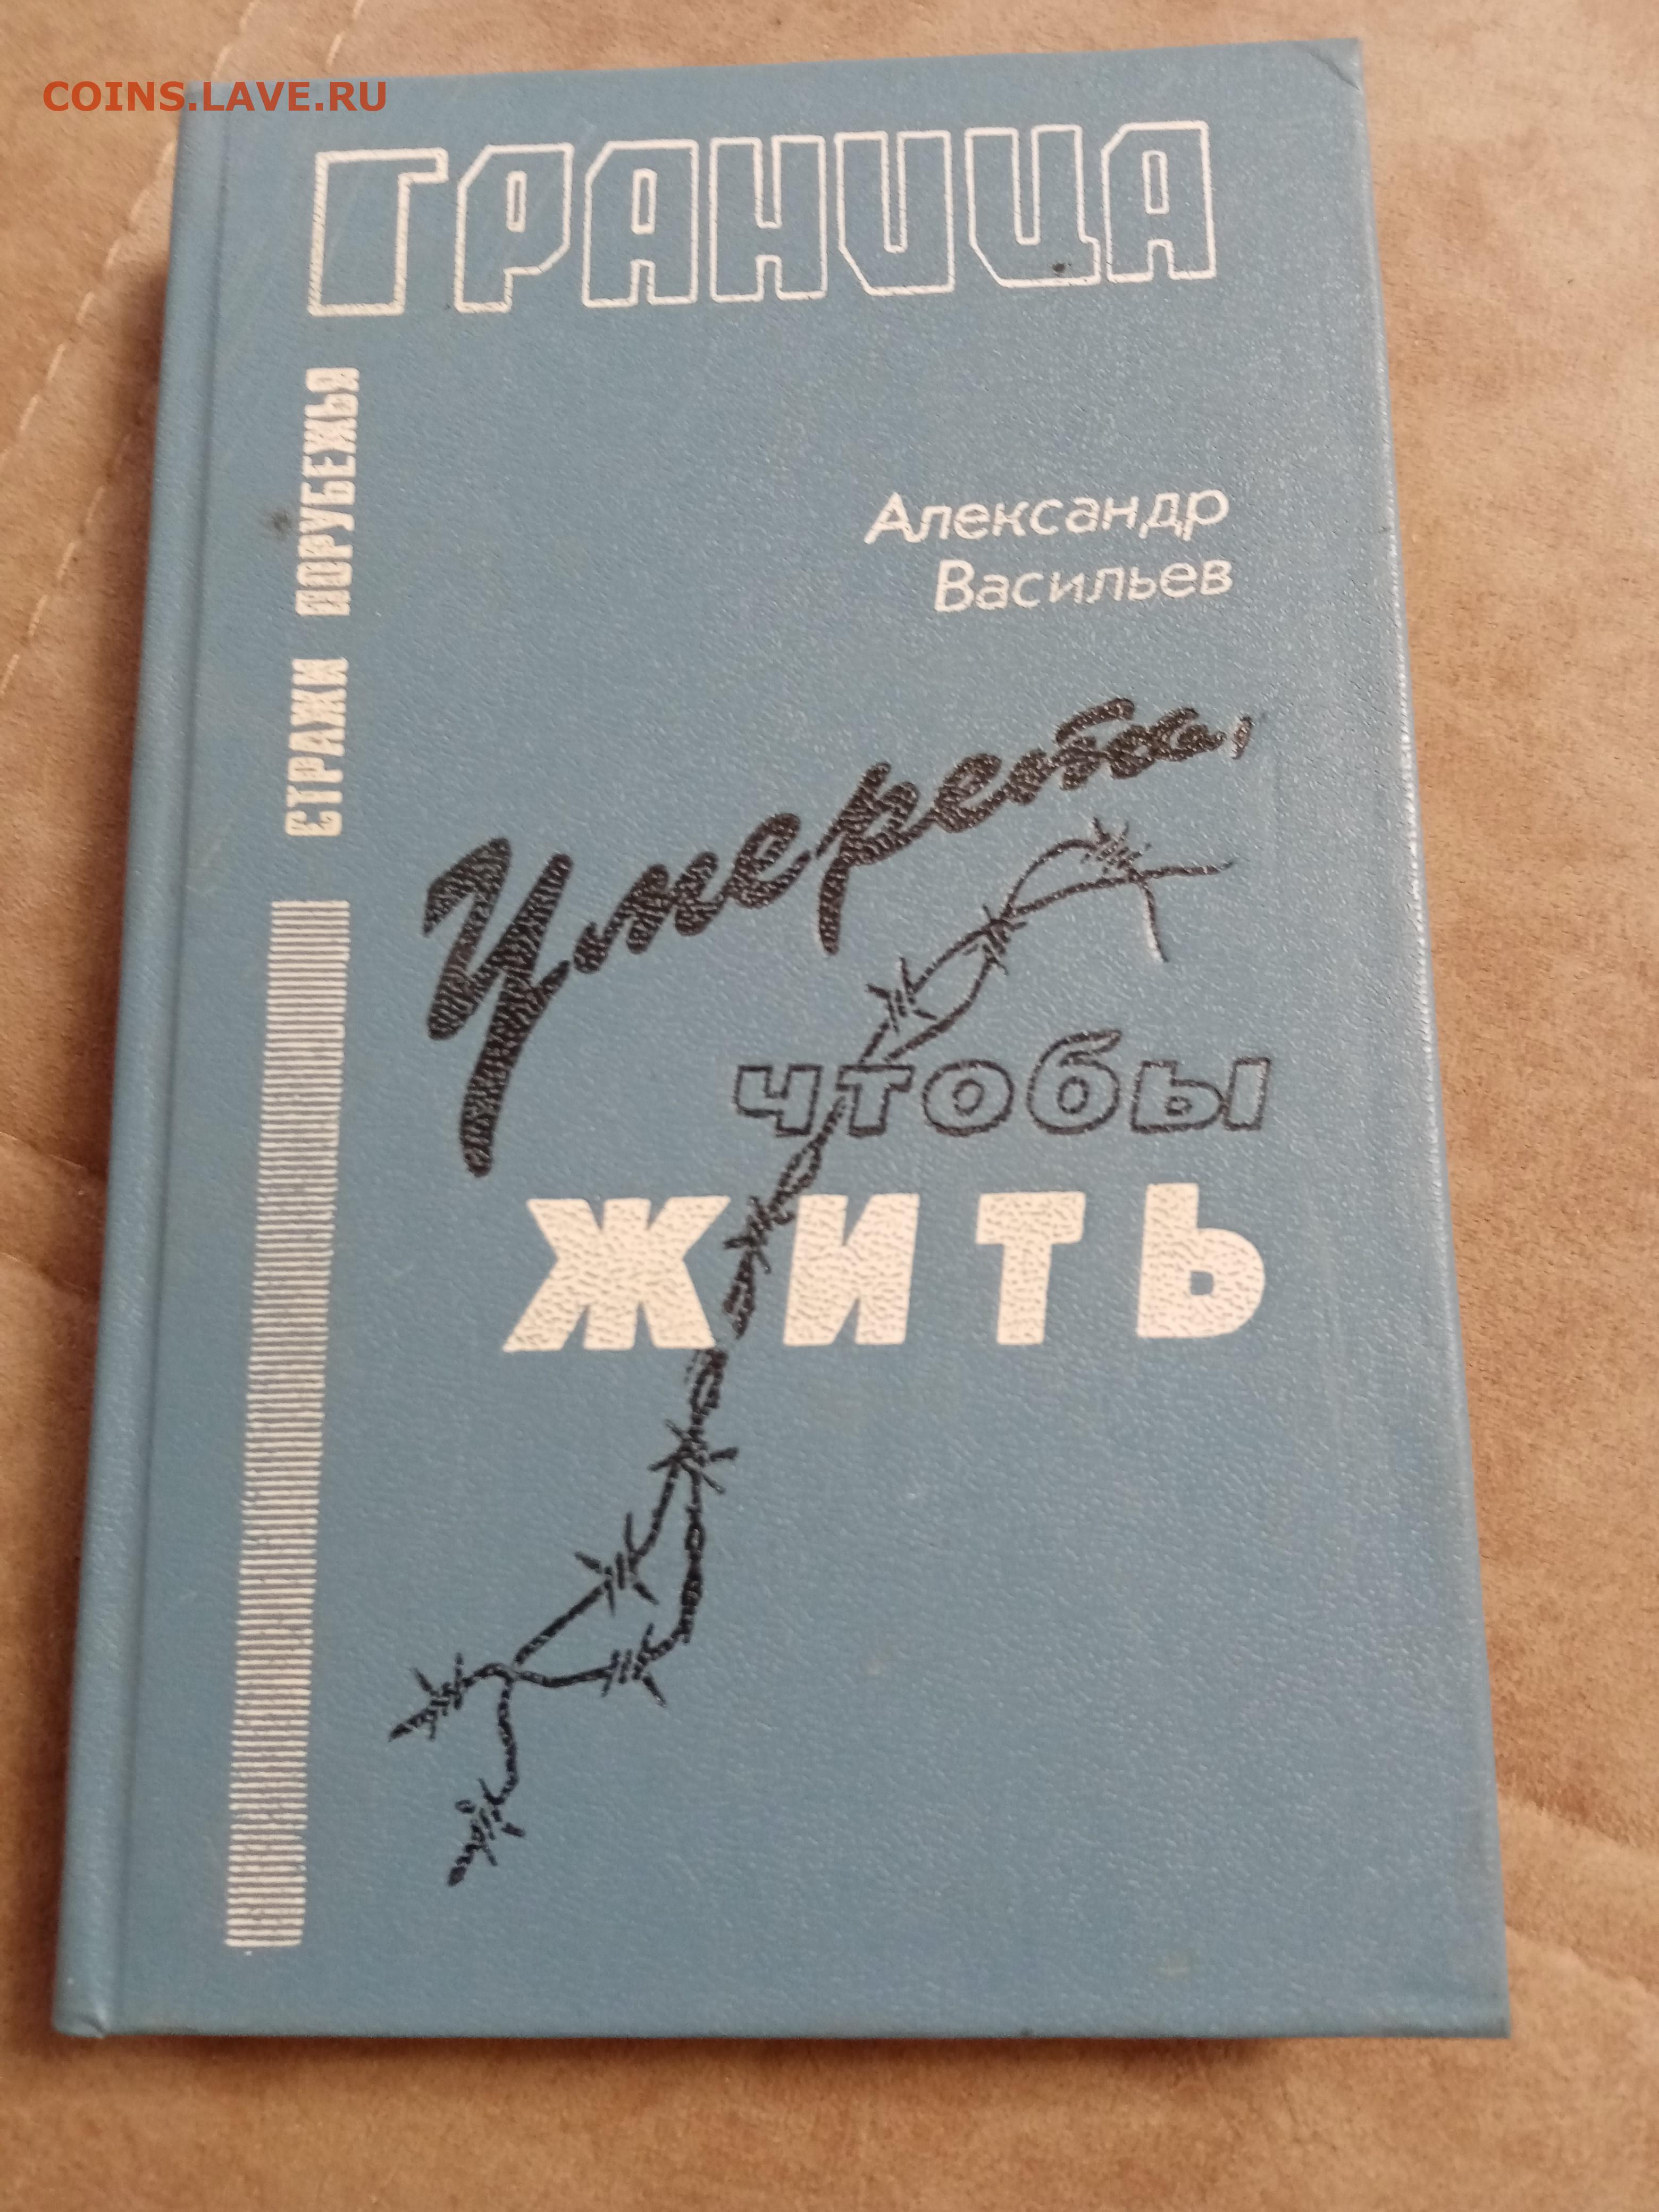 COINS.LAVE.RU
ГРАНИЦА
СТРАЖИ ПОРУБЕЖЬЯ
Александр
Васильев
Умереть,
чтобы
ЖИТЬ